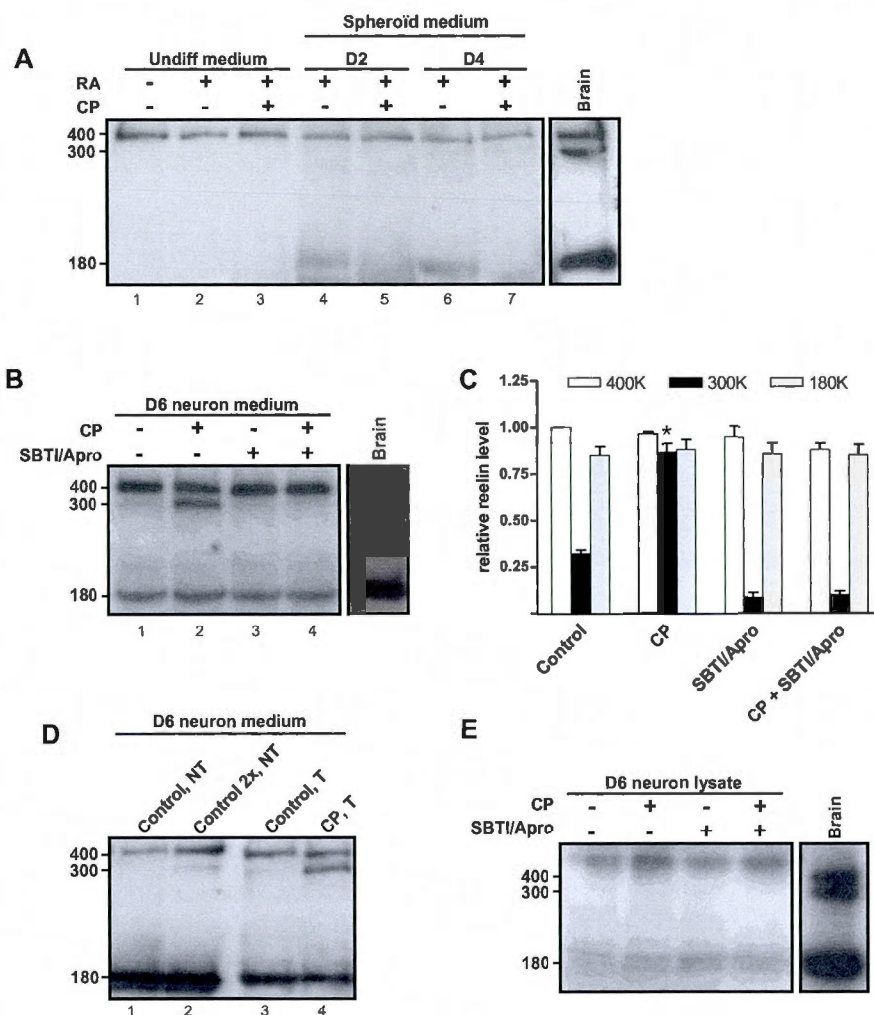 A
Spheroïd medium
Undiff medium D2 D4
RA - + + + + + +
CP - - + - + - +
Brain
400
300
180
1 2 3 4 5 6 7
B
D6 neuron medium
CP - + - +
SBTI/Apro - - + +
Brain
400
300
180
1 2 3 4
C
1.25
400K 300K 180K
1.00
0.75
0.50
0.25
relative reelin level
*
Control CP SBTI/Apro CP + SBTI/Apro
D
D6 neuron medium
Control, NT Control 2x, NT Control, T CP, T
400
300
180
1 2 3 4
E
D6 neuron lysate
CP - + - +
SBTI/Apro - - + +
Brain
400
300
180